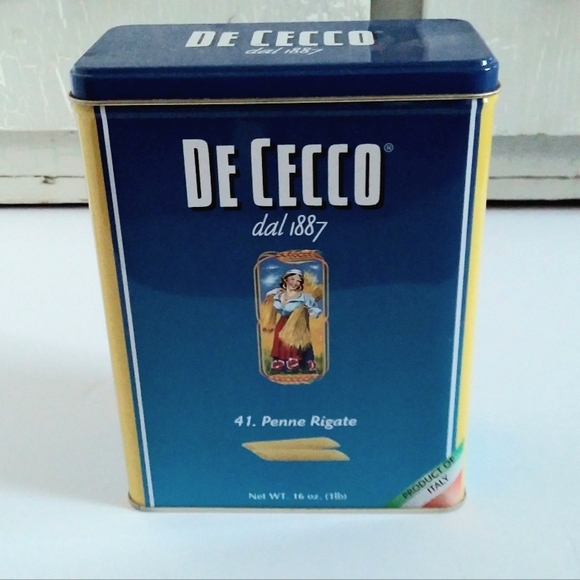 DE CECCO
dal 1887
DE CECCO®
dal 1887
41. Penne Rigate
PRODUCT OF
ITALY
Net WT. 16 oz. (1lb)